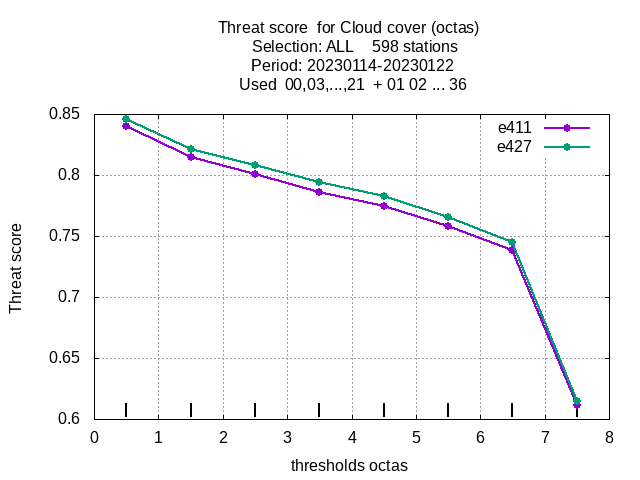 Threat score  for Cloud cover (octas)
Selection: ALL    598 stations
Period: 20230114-20230122
Used  00,03,...,21  + 01 02 ... 36
0.85
0.8
0.75
0.7
0.65
0.6
Threat score
e411
e427
0 1 2 3 4 5 6 7 8
thresholds octas